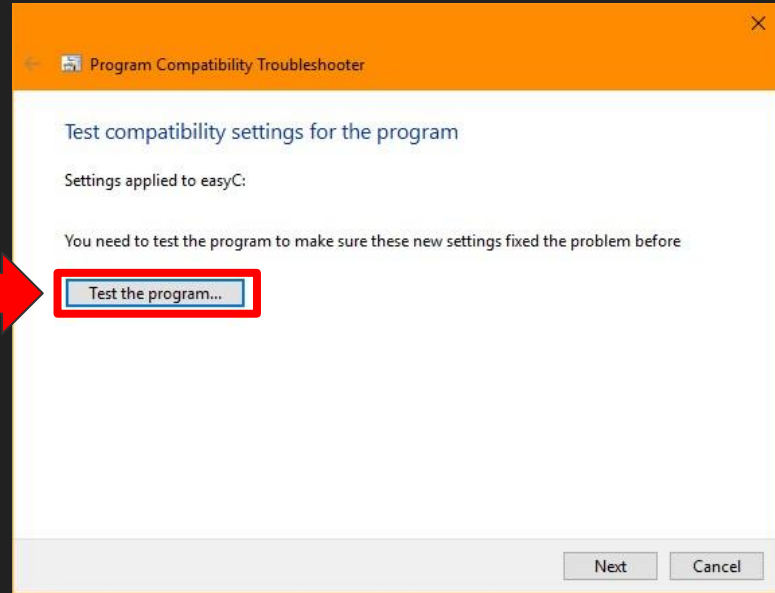 Program Compatibility Troubleshooter
Test compatibility settings for the program
Settings applied to easyC:
You need to test the program to make sure these new settings fixed the problem before
Test the program...
Next Cancel